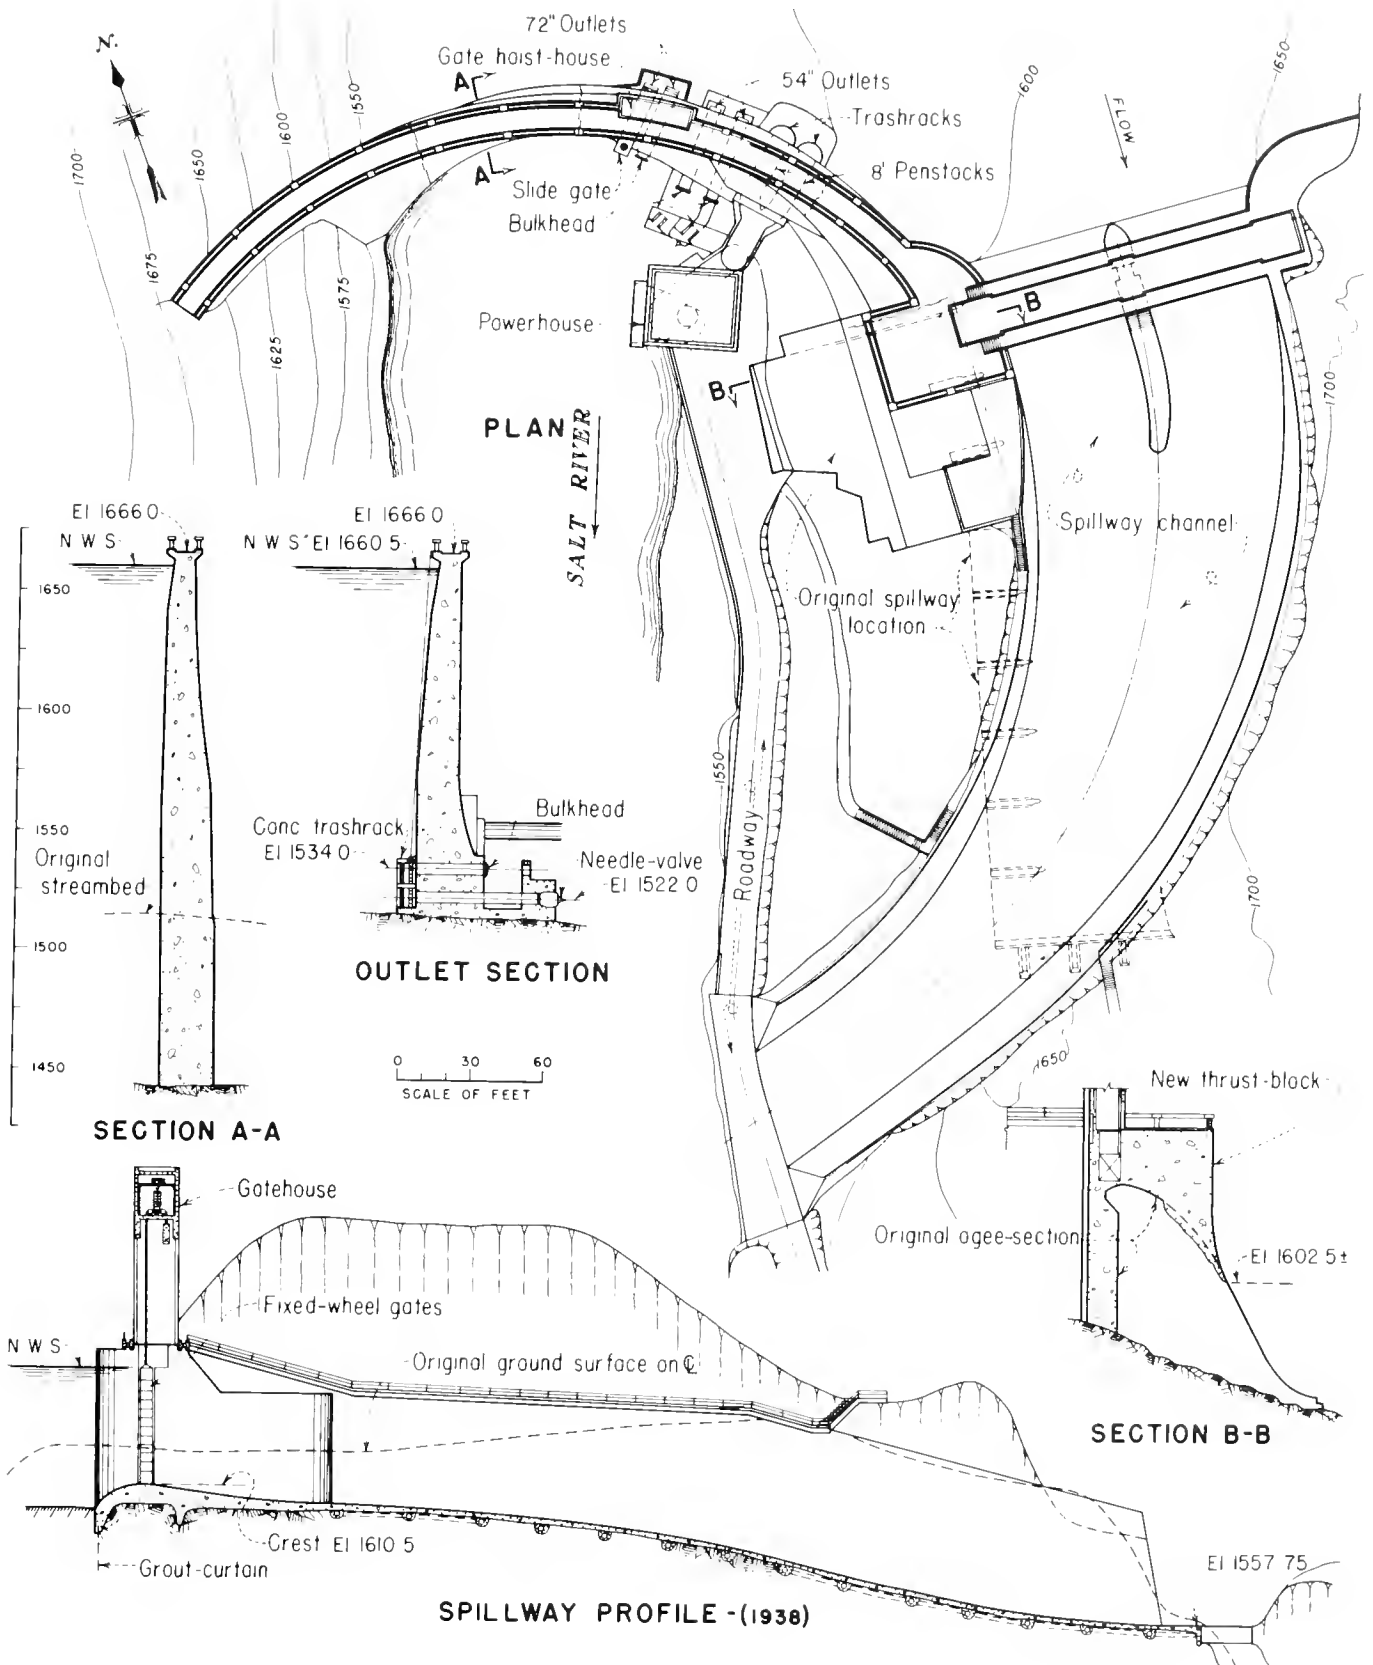 N.
72" Outlets
Gate hoist-house
A
54" Outlets
Trashracks
8' Penstacks
A
Slide gate
Bulkhead
Powerhouse
1700
1675
1650
1625
1600
1575
1550
1600
1650
FLOW
B
B
1700
PLAN
SALT RIVER
Spillway channel
Original spillway
location
1550
Roadway
1700
1650
El 1666 0
N W S
1650
1600
1550
Original
streambed
1500
1450
SECTION A-A
El 1666 0
N W S El 1660 5
Conc trashrack
El 1534 0
Bulkhead
Needle-valve
El 1522 0
OUTLET SECTION
0 30 60
SCALE OF FEET
New thrust-block
Original ogee-section
El 1602 5±
SECTION B-B
Gatehouse
Fixed-wheel gates
N W S
Original ground surface on ℄
Crest El 1610 5
Grout-curtain
El 1557 75
SPILLWAY PROFILE - (1938)